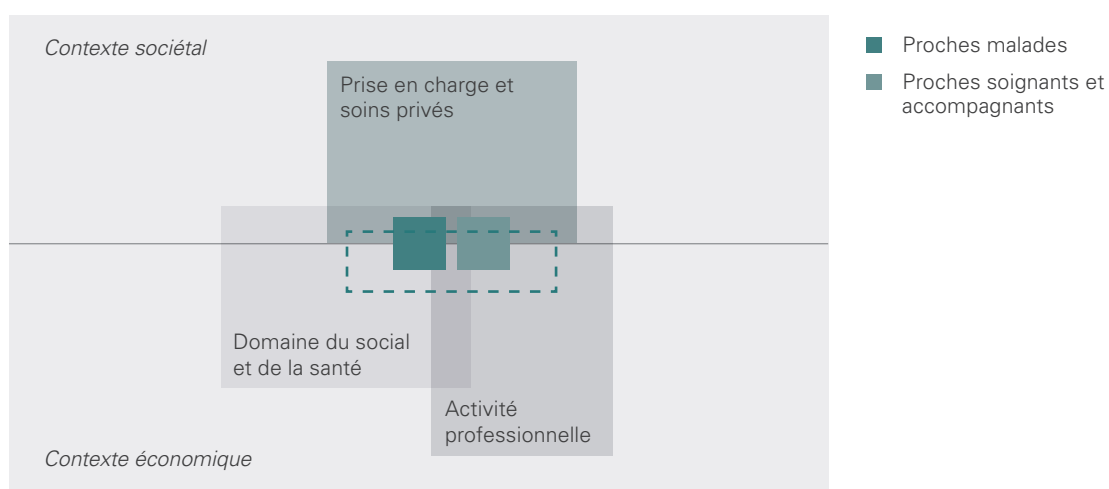 Contexte sociétal
Prise en charge et
soins privés
Domaine du social
et de la santé
Activité
professionnelle
Contexte économique
Proches malades
Proches soignants et
accompagnants